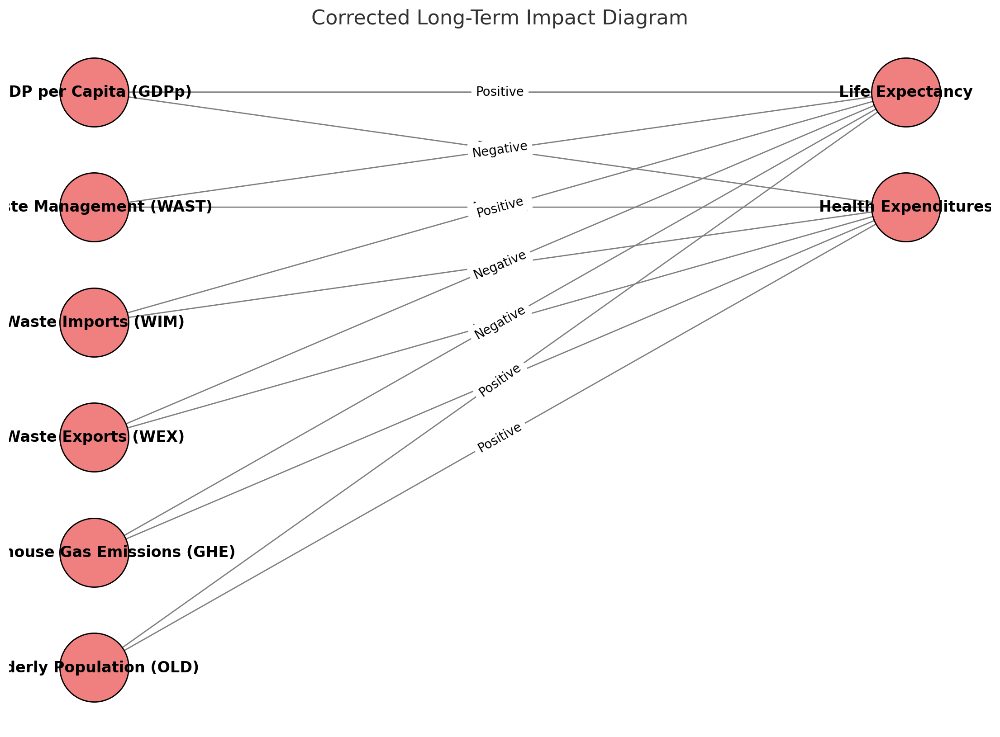 Corrected Long-Term Impact Diagram
DP per Capita (GDPp)
Positive
Life Expectancy
Negative
ste Management (WAST)
Positive
Health Expenditures
Negative
Waste Imports (WIM)
Negative
Positive
Waste Exports (WEX)
Positive
house Gas Emissions (GHE)
derly Population (OLD)